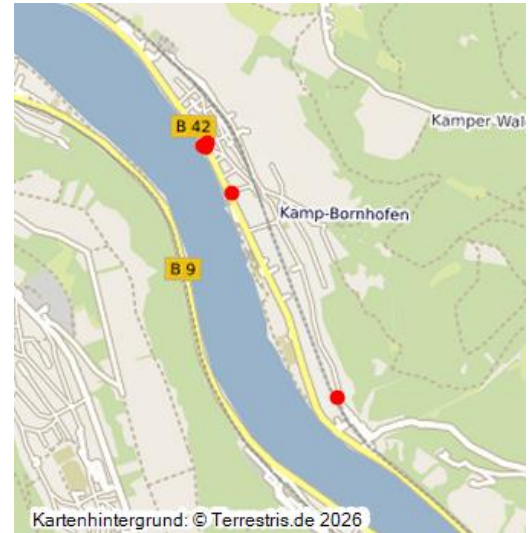 B 42
Kamper Wal
Kamp-Bornhofen
B 9
Kartenhintergrund: © Terrestris.de 2026